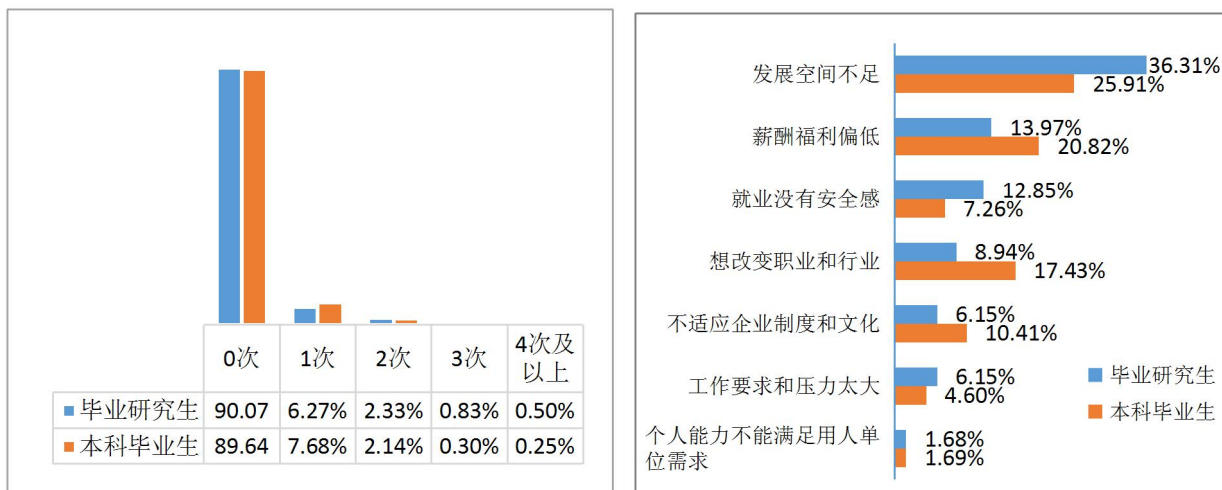 0次 1次 2次 3次 4次及
以上
毕业研究生 90.07 6.27% 2.33% 0.83% 0.50%
本科毕业生 89.64 7.68% 2.14% 0.30% 0.25%
发展空间不足 36.31%
25.91%
薪酬福利偏低 13.97%
20.82%
就业没有安全感 12.85%
7.26%
想改变职业和行业 8.94%
17.43%
不适应企业制度和文化 6.15%
10.41%
工作要求和压力太大 6.15%
4.60%
个人能力不能满足用人单
位需求
1.68%
1.69%
毕业研究生
本科毕业生